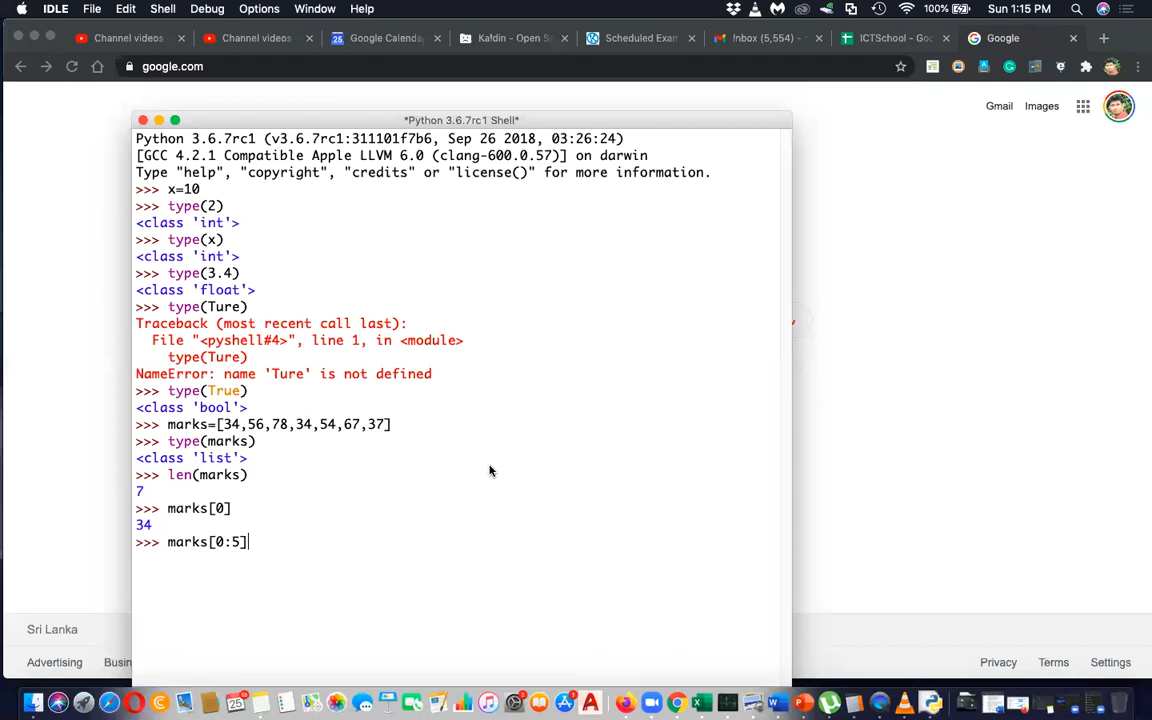 IDLE File Edit Shell Debug Options Window Help 100% Sun 1:15 PM
Channel videos Channel videos Google Calenda Scheduled Exam (5,554) - ICTSchool - Goo Google
google.com
Gmail Images
*Python 3.6.7rc1 Shell*
Python 3.6.7rc1 (v3.6.7rc1:311101f7b6, Sep 26 2018, 03:26:24)
[GCC 4.2.1 Compatible Apple LLVM 6.0 (clang-600.0.57)] on darwin
Type "help", "copyright", "credits" or "license()" for more information.
>>> x=10
>>> type(2)
<class 'int'>
>>> type(x)
<class 'int'>
>>> type(3.4)
<class 'float'>
>>> type(Ture)
Traceback (most recent call last):
File "<pyshell#4>", line 1, in <module>
type(Ture)
NameError: name 'Ture' is not defined
>>> type(True)
<class 'bool'>
>>> marks=[34,56,78,34,54,67,37]
>>> type(marks)
<class 'list'>
>>> len(marks)
7
>>> marks[0]
34
>>> marks[0:5]
Sri Lanka
Advertising Busin Privacy Terms Settings